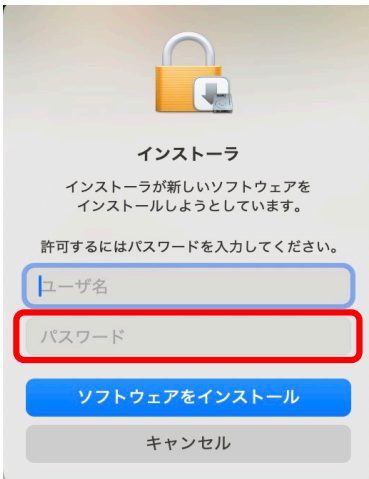 インストーラ
インストーラが新しいソフトウェアを
インストールしようとしています。
許可するにはパスワードを入力してください。
ユーザ名
パスワード
ソフトウェアをインストール
キャンセル